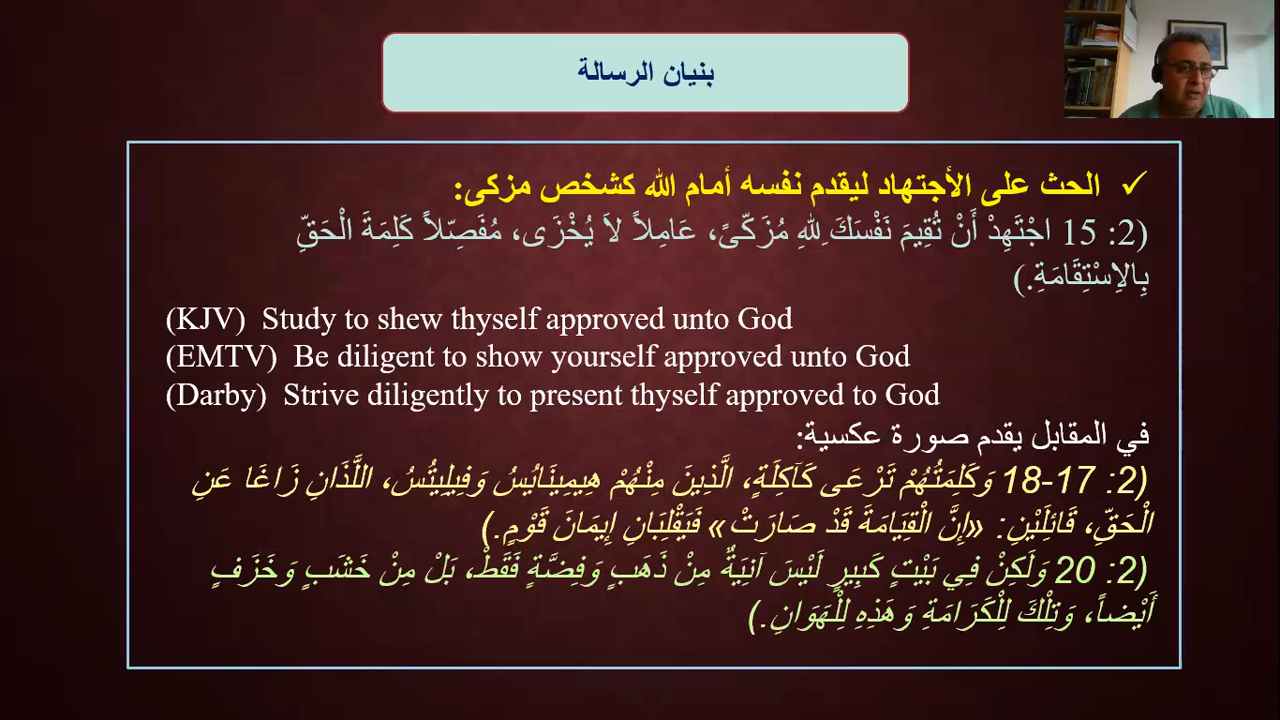 بنيان الرسالة
✓ الحث على الأجتهاد ليقدم نفسه أمام الله كشخص مزكى:
(2: 15 اجْتَهِدْ أَنْ تُقِيمَ نَفْسَكَ لِلهِ مُزَكّىً، عَامِلاً لاَ يُخْزَى، مُفَصِّلاً كَلِمَةَ الْحَقِّ
بِالاِسْتِقَامَةِ.)
(KJV)  Study to shew thyself approved unto God
(EMTV)  Be diligent to show yourself approved unto God
(Darby)  Strive diligently to present thyself approved to God
في المقابل يقدم صورة عكسية:
(2: 17-18 وَكَلِمَتُهُمْ تَرْعَى كَآكِلَةٍ، الَّذِينَ مِنْهُمْ هِيمِينَايُسُ وَفِيلِيتُسُ، اللَّذَانِ زَاغَا عَنِ
الْحَقِّ، قَائِلَيْنِ: «إِنَّ الْقِيَامَةَ قَدْ صَارَتْ» فَيَقْلِبَانِ إِيمَانَ قَوْمٍ.)
(2: 20 وَلَكِنْ فِي بَيْتٍ كَبِيرٍ لَيْسَ آنِيَةٌ مِنْ ذَهَبٍ وَفِضَّةٍ فَقَطْ، بَلْ مِنْ خَشَبٍ وَخَزَفٍ
أَيْضاً، وَتِلْكَ لِلْكَرَامَةِ وَهَذِهِ لِلْهَوَانِ.)